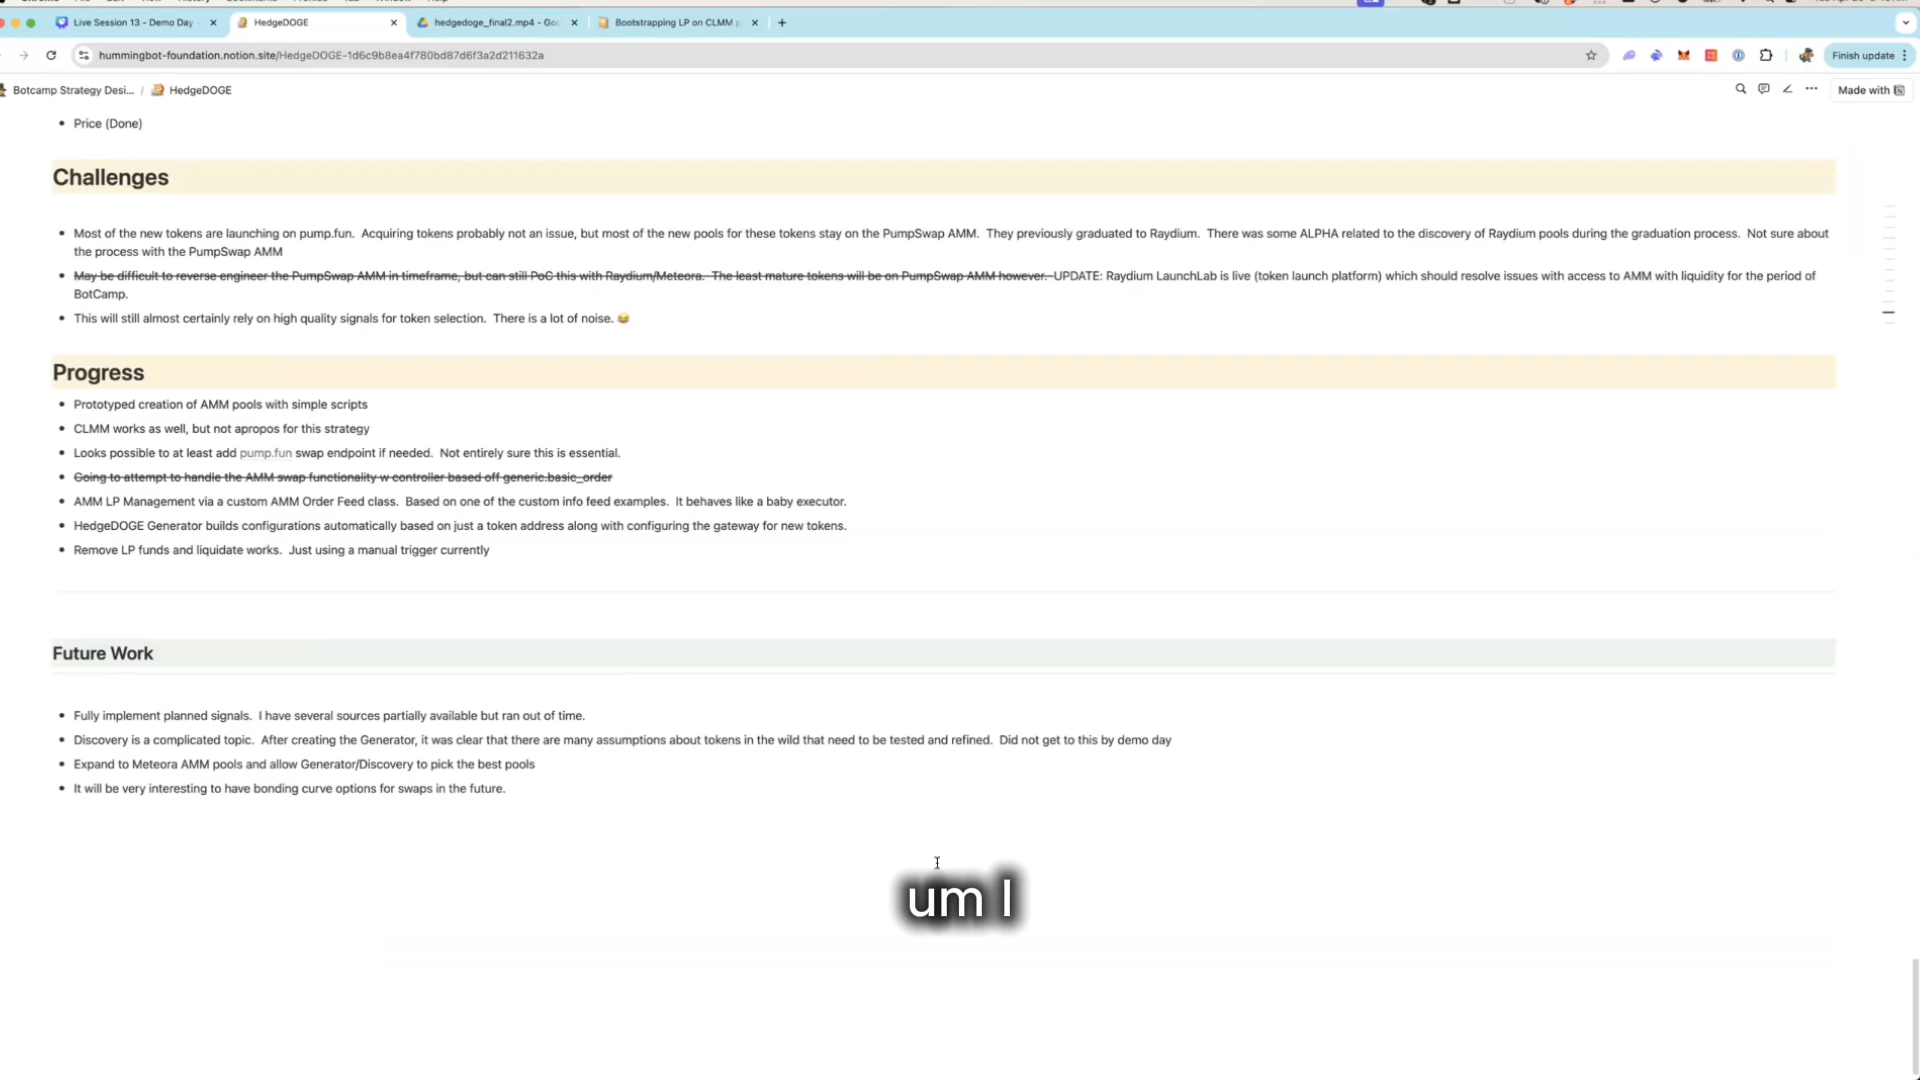 Live Session 13 - Demo Day
HedgeDOGE
hedgedoge_final2.mp4 - Goo
Bootstrapping LP on CLMM p
hummingbot-foundation.notion.site/HedgeDOGE-1d6c9b8ea4f780bd87d6f3a2d211632a
Finish update
Botcamp Strategy Desi... / HedgeDOGE
Made with
• Price (Done)
Challenges
• Most of the new tokens are launching on pump.fun. Acquiring tokens probably not an issue, but most of the new pools for these tokens stay on the PumpSwap AMM. They previously graduated to Raydium. There was some ALPHA related to the discovery of Raydium pools during the graduation process. Not sure about
the process with the PumpSwap AMM
• May be difficult to reverse engineer the PumpSwap AMM in timeframe, but can still PoC this with Raydium/Meteora. The least mature tokens will be on PumpSwap AMM however. UPDATE: Raydium LaunchLab is live (token launch platform) which should resolve issues with access to AMM with liquidity for the period of
BotCamp.
• This will still almost certainly rely on high quality signals for token selection. There is a lot of noise. 😂
Progress
• Prototyped creation of AMM pools with simple scripts
• CLMM works as well, but not apropos for this strategy
• Looks possible to at least add pump.fun swap endpoint if needed. Not entirely sure this is essential.
• Going to attempt to handle the AMM swap functionality w controller based off generic.basic_order
• AMM LP Management via a custom AMM Order Feed class. Based on one of the custom info feed examples. It behaves like a baby executor.
• HedgeDOGE Generator builds configurations automatically based on just a token address along with configuring the gateway for new tokens.
• Remove LP funds and liquidate works. Just using a manual trigger currently
Future Work
• Fully implement planned signals. I have several sources partially available but ran out of time.
• Discovery is a complicated topic. After creating the Generator, it was clear that there are many assumptions about tokens in the wild that need to be tested and refined. Did not get to this by demo day
• Expand to Meteora AMM pools and allow Generator/Discovery to pick the best pools
• It will be very interesting to have bonding curve options for swaps in the future.
um I